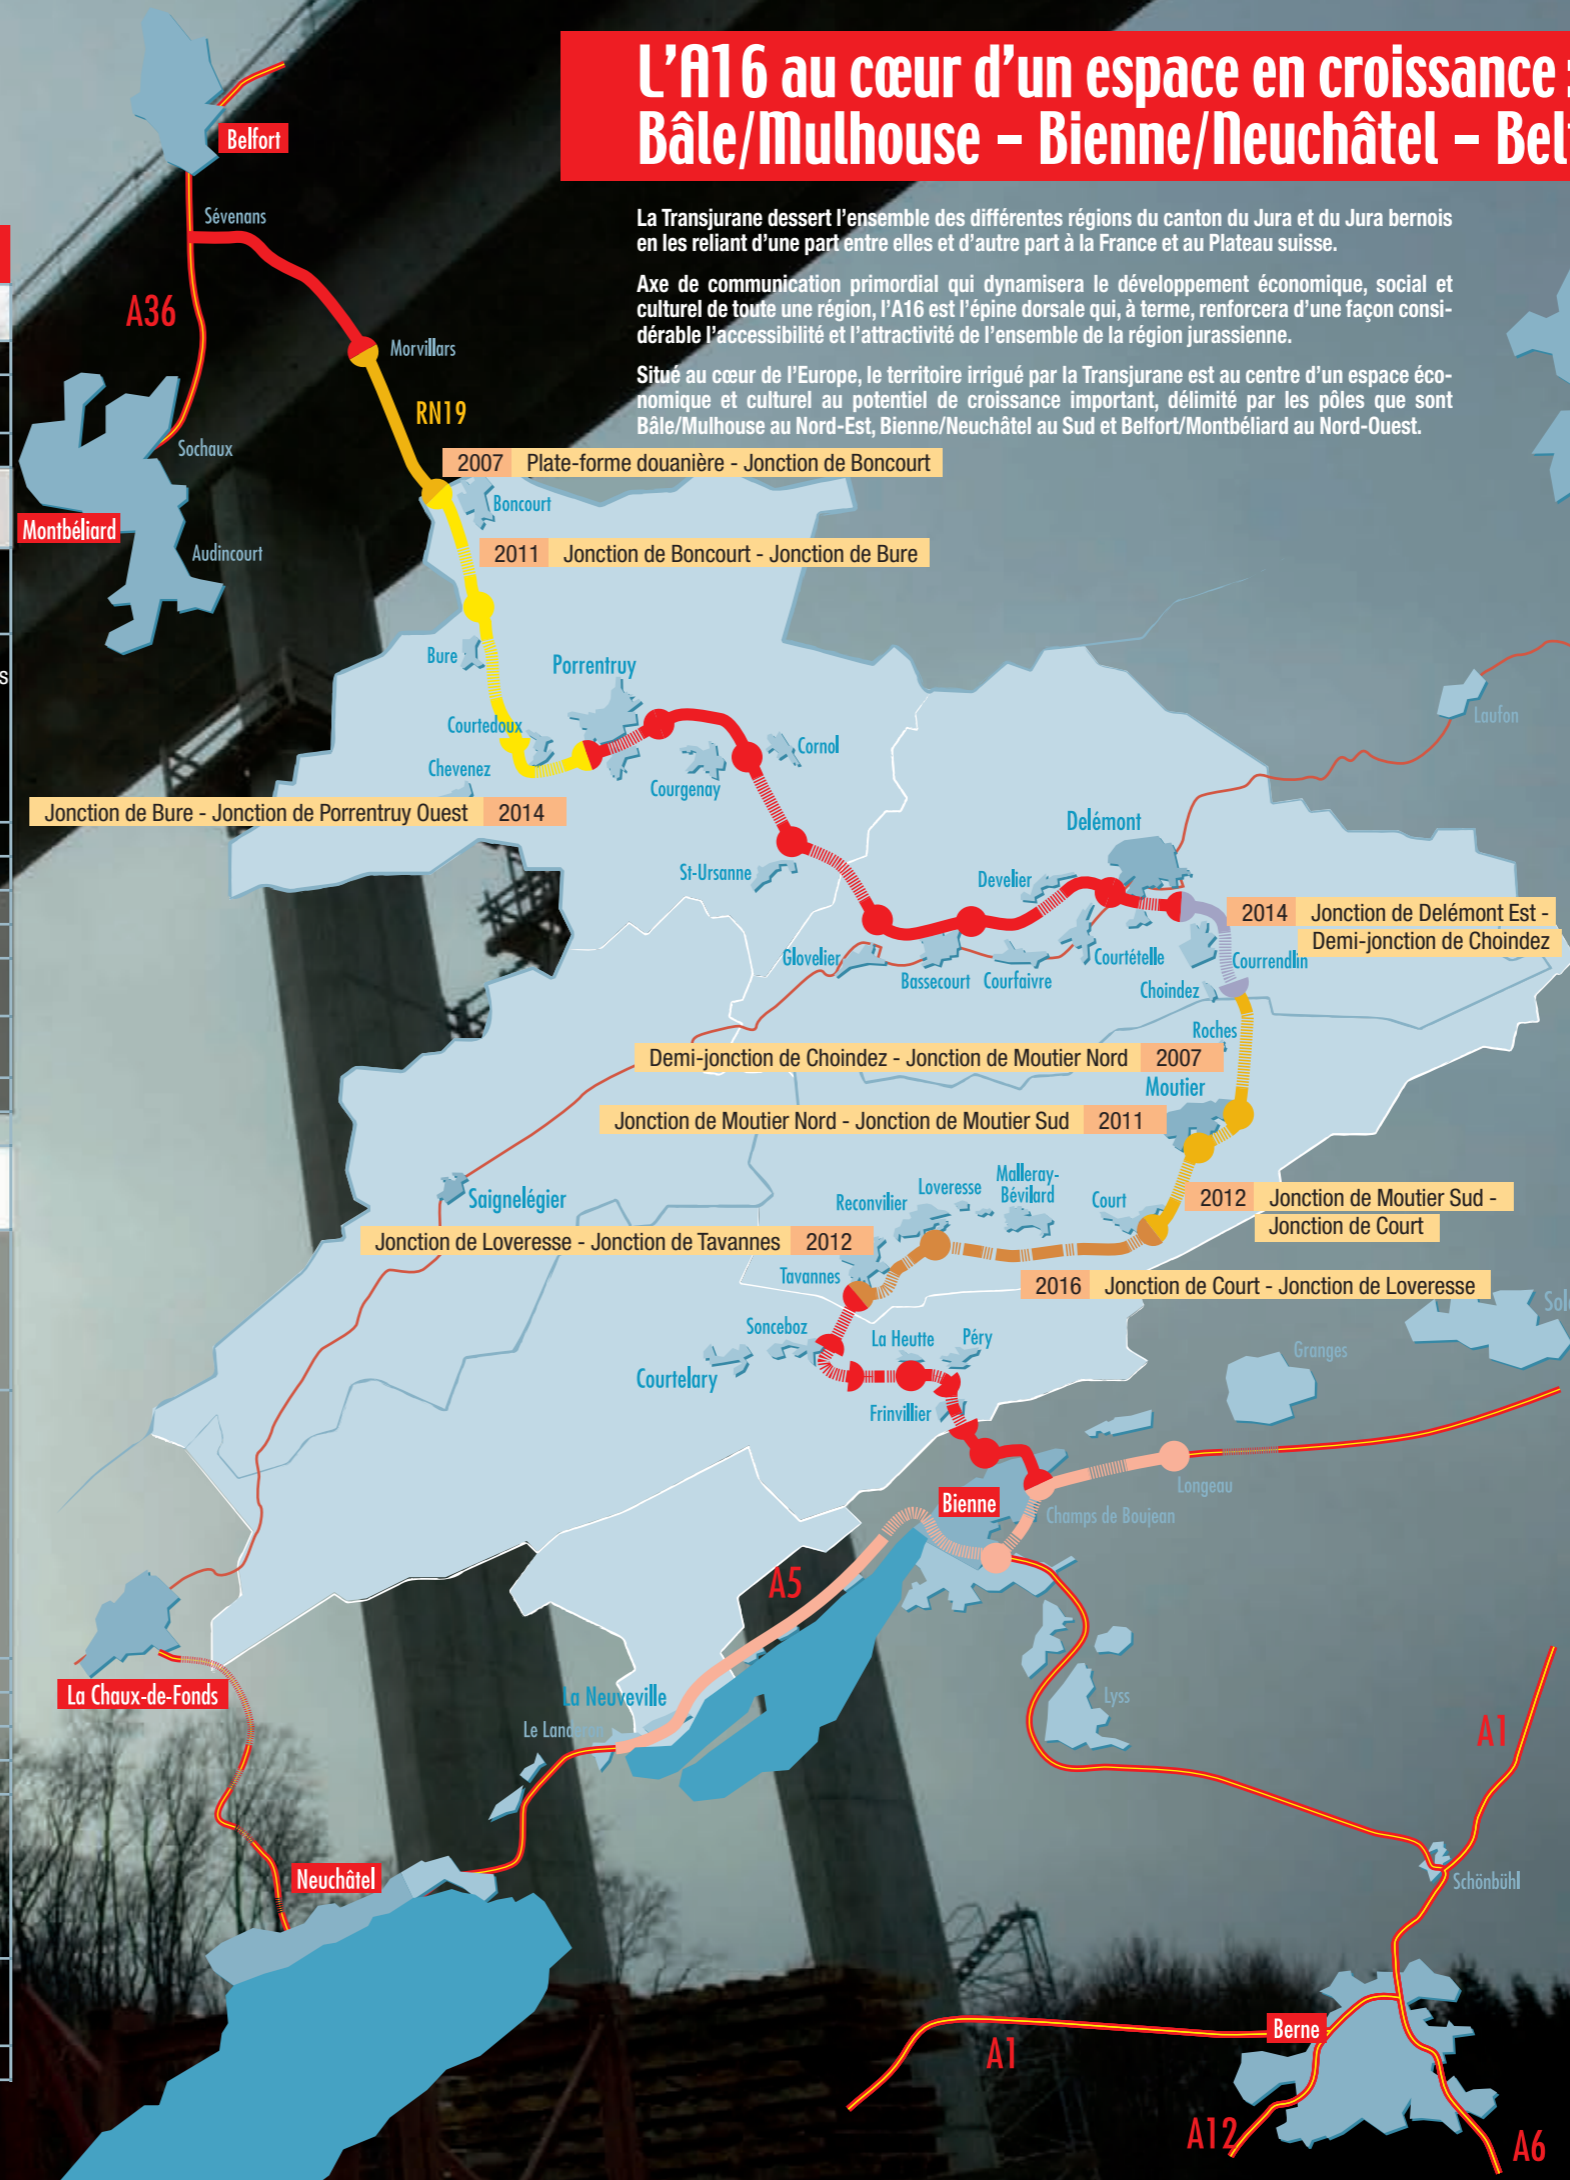 L'A16 au cœur d'un espace en croissance :
Bâle/Mulhouse – Bienne/Neuchâtel –
La Transjurane dessert l'ensemble des différentes régions du canton du Jura et du Jura bernois
en les reliant d'une part entre elles et d'autre part à la France et au Plateau suisse.
Axe de communication primordial qui dynamisera le développement économique, social et
culturel de toute une région, l'A16 est l'épine dorsale qui, à terme, renforcera d'une façon consi-
dérable l'accessibilité et l'attractivité de l'ensemble de la région jurassienne.
Situé au cœur de l'Europe, le territoire irrigué par la Transjurane est au centre d'un espace éco-
nomique et culturel au potentiel de croissance important, délimité par les pôles que sont
Bâle/Mulhouse au Nord-Est, Bienne/Neuchâtel au Sud et Belfort/Montbéliard au Nord-Ouest.
Belfort
Sévenans
A36
Morvillars
RN19
Sochaux
Montbéliard
Audincourt
2007 Plate-forme douanière - Jonction de Boncourt
Boncourt
2011 Jonction de Boncourt - Jonction de Bure
Bure
Porrentruy
Courtedoux
Chevenez
Cornol
Courgenay
Laufon
Jonction de Bure - Jonction de Porrentruy Ouest 2014
Delémont
St-Ursanne
Develier
2014 Jonction de Delémont Est -
Demi-jonction de Choindez
Glovelier
Bassecourt
Courfaivre
Courtételle
Courrendlin
Choindez
Roches
Demi-jonction de Choindez - Jonction de Moutier Nord 2007
Moutier
Jonction de Moutier Nord - Jonction de Moutier Sud 2011
Saignelégier
Reconvilier
Loveresse
Malleray-
Bévilard
Court
2012 Jonction de Moutier Sud -
Jonction de Court
Jonction de Loveresse - Jonction de Tavannes 2012
Tavannes
2016 Jonction de Court - Jonction de Loveresse
Sonceboz
La Heutte
Péry
Granges
Courtelary
Frinvillier
Longeau
Bienne
Champs de Boujean
A5
La Chaux-de-Fonds
La Neuveville
Lyss
A1
Neuchâtel
Schönbühl
Berne
A1
A12
A6